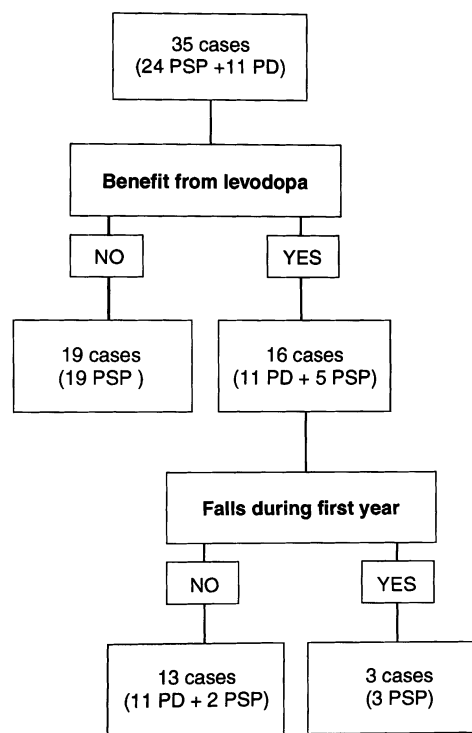 35 cases
(24 PSP +11 PD)
Benefit from levodopa
NO
YES
19 cases
(19 PSP )
16 cases
(11 PD + 5 PSP)
Falls during first year
NO
YES
13 cases
(11 PD + 2 PSP)
3 cases
(3 PSP)